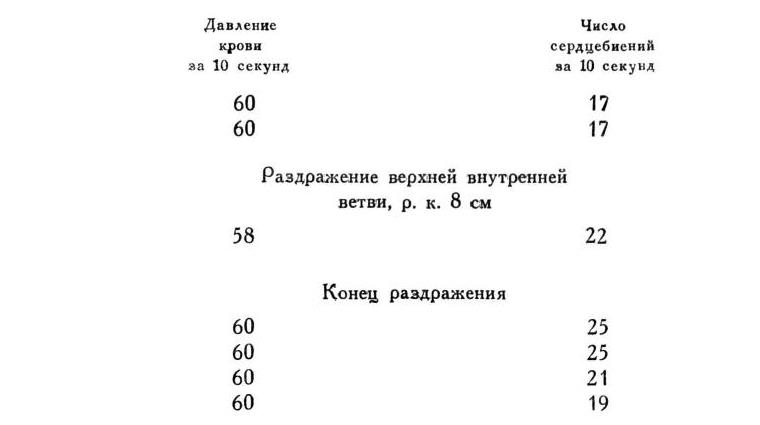 Давление Число
крови сердцебиений
за 10 секунд за 10 секунд
60 17
60 17
Раздражение верхней внутренней
ветви, р. к. 8 см
58 22
Конец раздражения
60 25
60 25
60 21
60 19